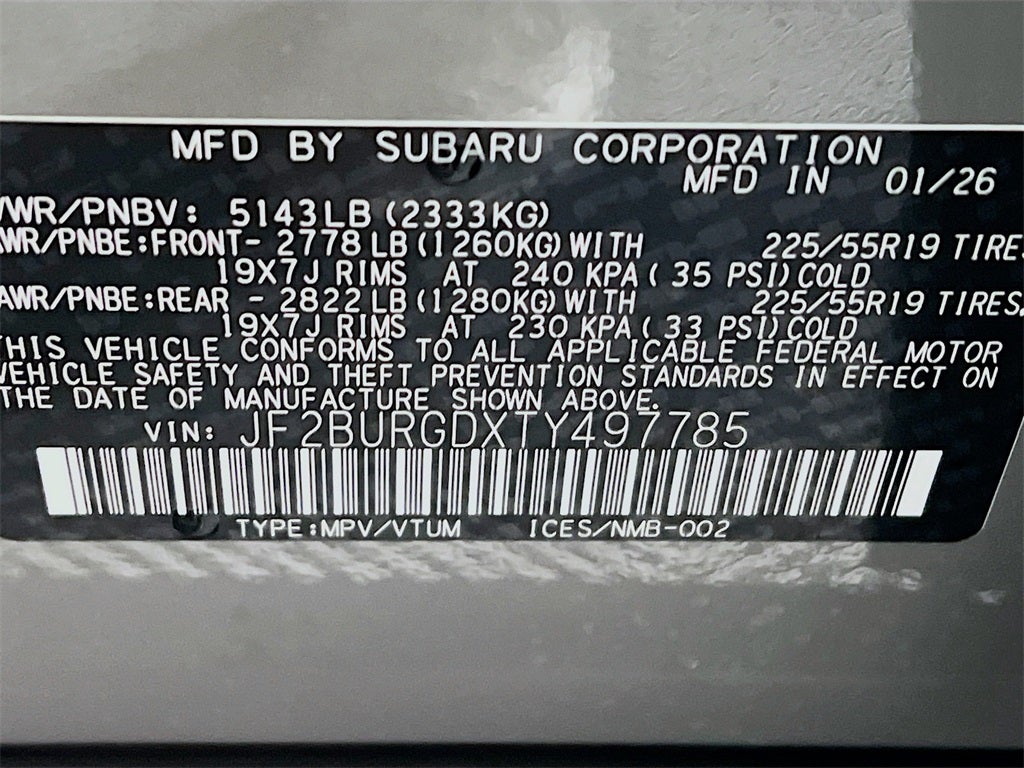 MFD BY SUBARU CORPORATION
MFD IN 01/26
VWR/PNBV: 5143LB (2333KG)
AWR/PNBE:FRONT- 2778 LB (1260KG) WITH 225/55R19 TIRES
19X7J RIMS AT 240 KPA ( 35 PSI) COLD
AWR/PNBE:REAR - 2822 LB (1280KG) WITH 225/55R19 TIRES.
19X7J RIMS AT 230 KPA ( 33 PSI) COLD
THIS VEHICLE CONFORMS TO ALL APPLICABLE FEDERAL MOTOR
VEHICLE SAFETY AND THEFT PREVENTION STANDARDS IN EFFECT ON
THE DATE OF MANUFACTURE SHOWN ABOVE.
VIN: JF2BURGDXTY497785
TYPE:MPV/VTUM ICES/NMB-002